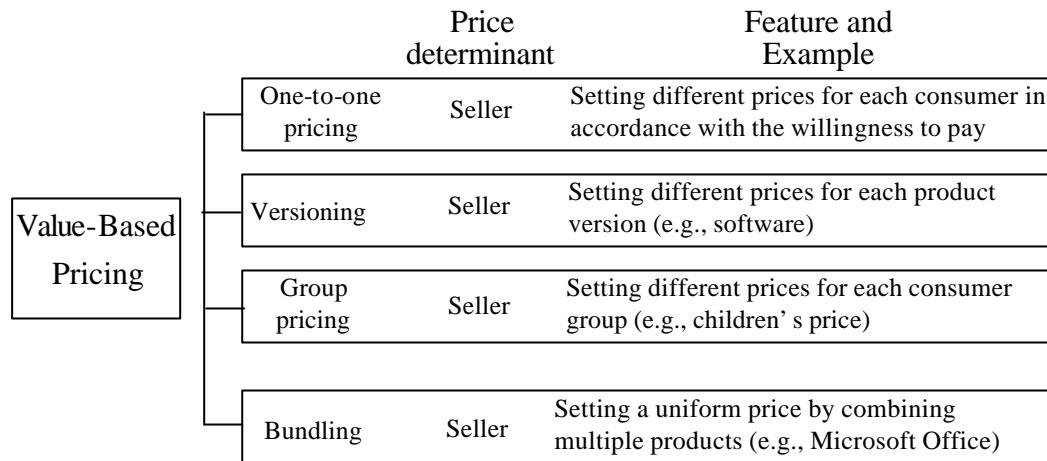 Price
determinant
Feature and
Example
Value-Based
Pricing
One-to-one
pricing
Seller
Setting different prices for each consumer in
accordance with the willingness to pay
Versioning
Seller
Setting different prices for each product
version (e.g., software)
Group
pricing
Seller
Setting different prices for each consumer
group (e.g., children’ s price)
Bundling
Seller
Setting a uniform price by combining
multiple products (e.g., Microsoft Office)